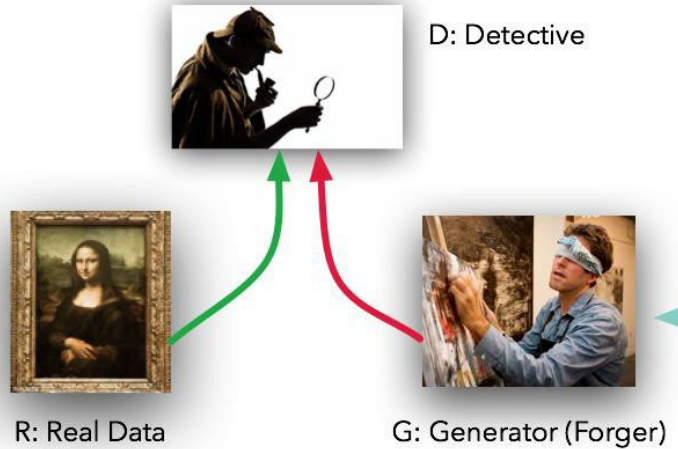 D: Detective
R: Real Data
G: Generator (Forger)